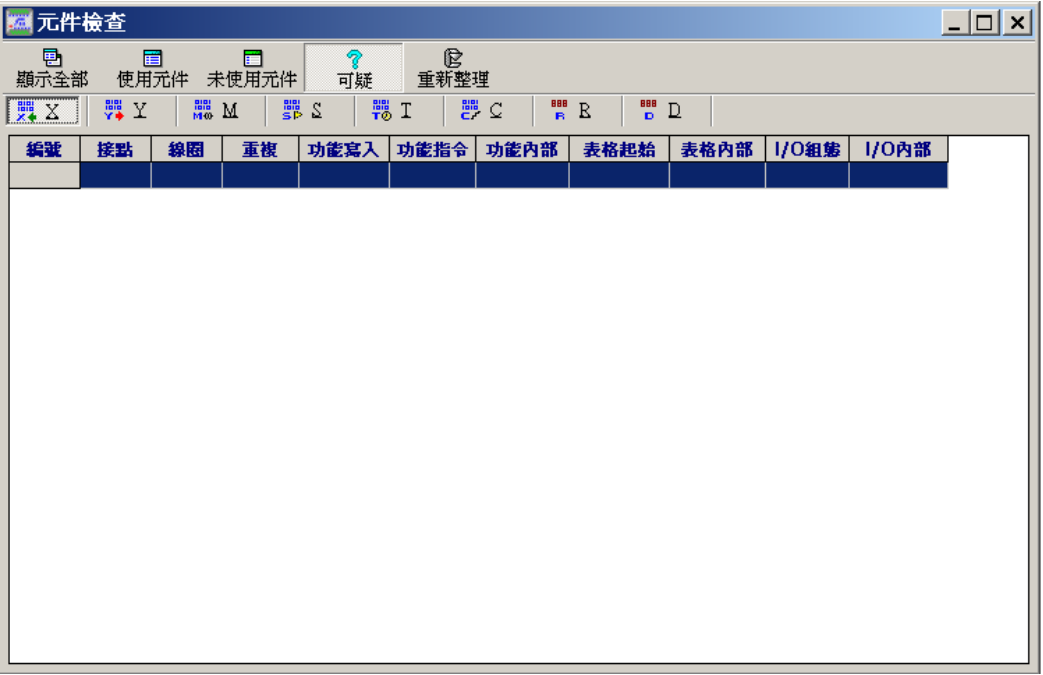 元件檢查
顯示全部 使用元件 未使用元件 可疑 重新整理
X Y M S T C R D
編號 接點 線圈 重複 功能寫入 功能指令 功能內部 表格起始 表格內部 I/O組態 I/O內部